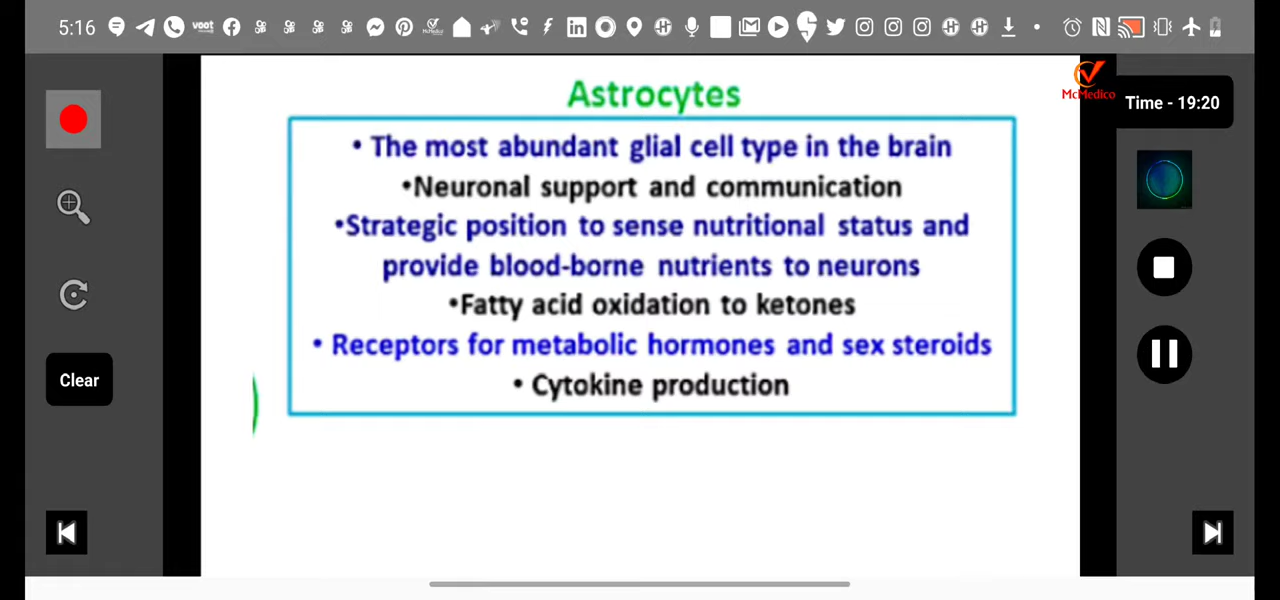 5:16
voot
McMedico
Time - 19:20
Astrocytes
• The most abundant glial cell type in the brain
•Neuronal support and communication
•Strategic position to sense nutritional status and
provide blood-borne nutrients to neurons
•Fatty acid oxidation to ketones
• Receptors for metabolic hormones and sex steroids
• Cytokine production
Clear